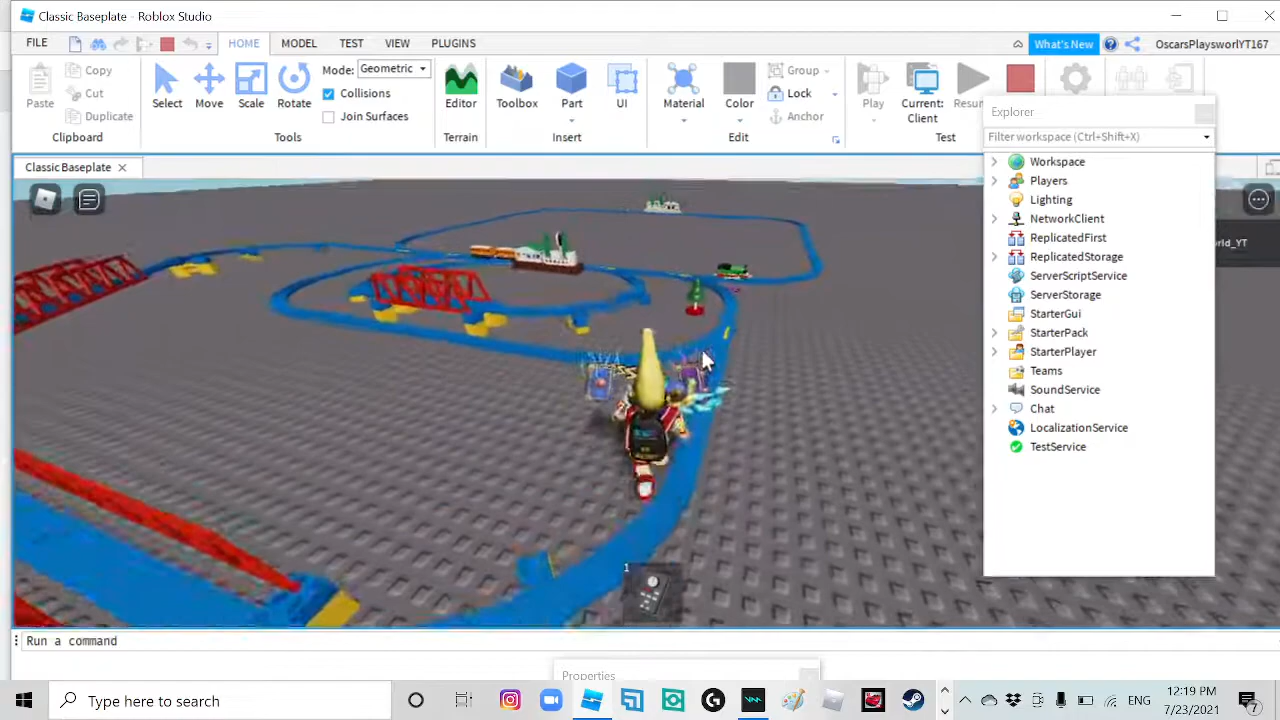 Classic Baseplate - Roblox Studio
FILE HOME MODEL TEST VIEW PLUGINS What's New OscarsPlaysworlYT167
Paste Copy Cut Duplicate Clipboard
Select Move Scale Rotate Tools
Mode: Geometric
Collisions
Join Surfaces
Editor Terrain
Toolbox Part UI Insert
Material Color Group Lock Anchor Edit
Play Current: Client Test
Classic Baseplate
Explorer
Filter workspace (Ctrl+Shift+X)
Workspace
Players
Lighting
NetworkClient
ReplicatedFirst
ReplicatedStorage
ServerScriptService
ServerStorage
StarterGui
StarterPack
StarterPlayer
Teams
SoundService
Chat
LocalizationService
TestService
1
Run a command
Properties
Type here to search
ENG
12:19 PM
7/23/2021
7